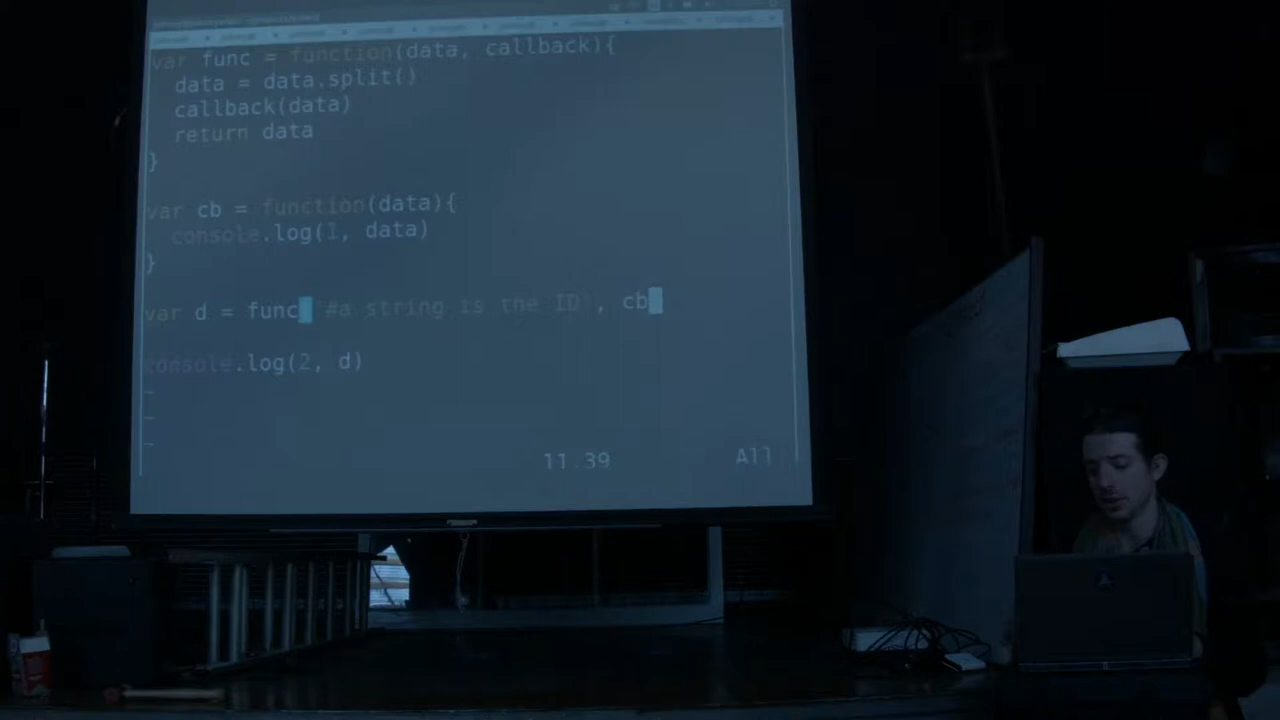 var func = function(data, callback){
data = data.split()
callback(data)
return data
}
var cb = function(data){
console.log(1, data)
}
var d = func '#a string is the ID', cb
console.log(2, d)
~
~
~
11.39 All